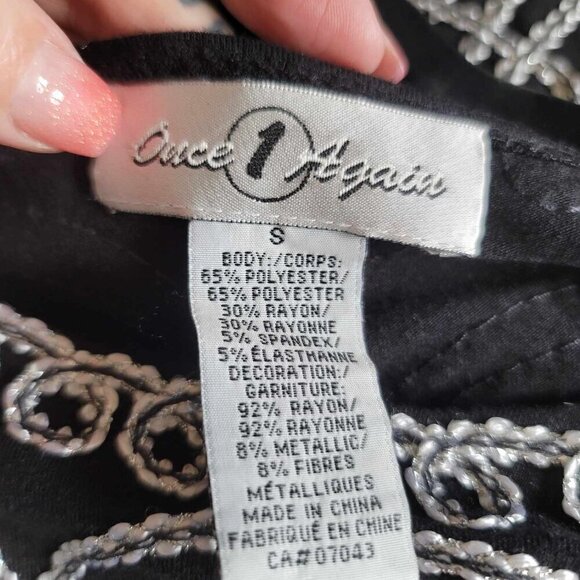 Once 1 Again
S
BODY:/CORPS:
65% POLYESTER/
65% POLYESTER
30% RAYON/
30% RAYONNE
5% SPANDEX/
5% ÉLASTHANNE
DECORATION:/
GARNITURE:
92% RAYON/
92% RAYONNE
8% METALLIC/
8% FIBRES
MÉTALLIQUES
MADE IN CHINA
FABRIQUÉ EN CHINE
CA#07043